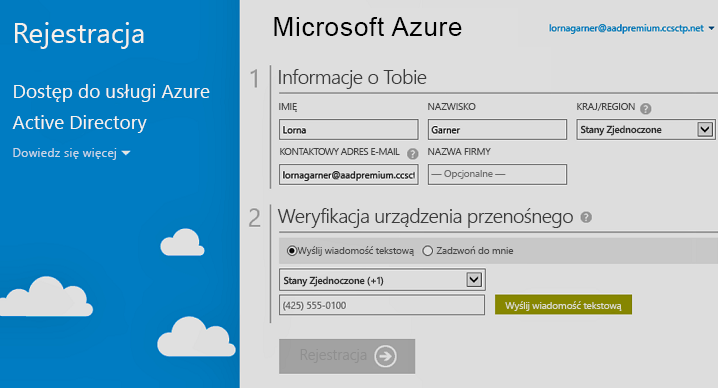 Rejestracja
Dostęp do usługi Azure
Active Directory
Dowiedz się więcej
Microsoft Azure
lornagarner@aadpremium.ccsctp.net
1 Informacje o Tobie
IMIĘ NAZWISKO KRAJ/REGION ?
Lorna Garner Stany Zjednoczone
KONTAKTOWY ADRES E-MAIL ? NAZWA FIRMY
lornagarner@aadpremium.ccsct — Opcjonalne —
2 Weryfikacja urządzenia przenośnego ?
Wyślij wiadomość tekstową Zadzwoń do mnie
Stany Zjednoczone (+1)
(425) 555-0100 Wyślij wiadomość tekstową
Rejestracja